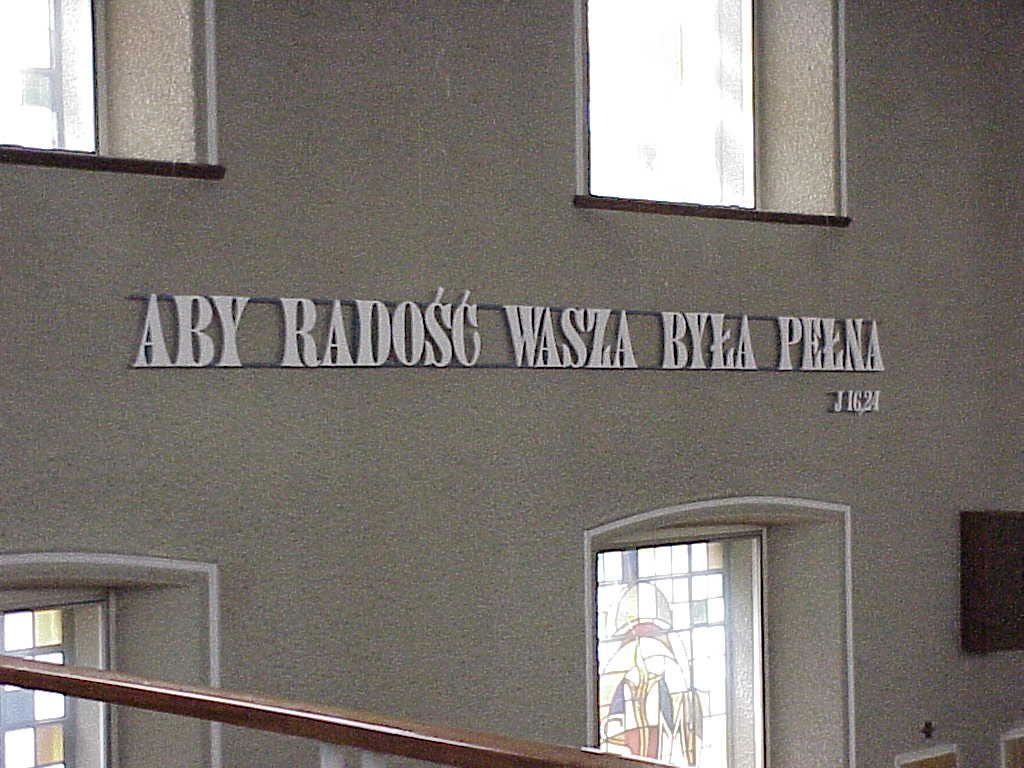 ABY RADOŚĆ WASZA BYŁA PEŁNA
J 16,24